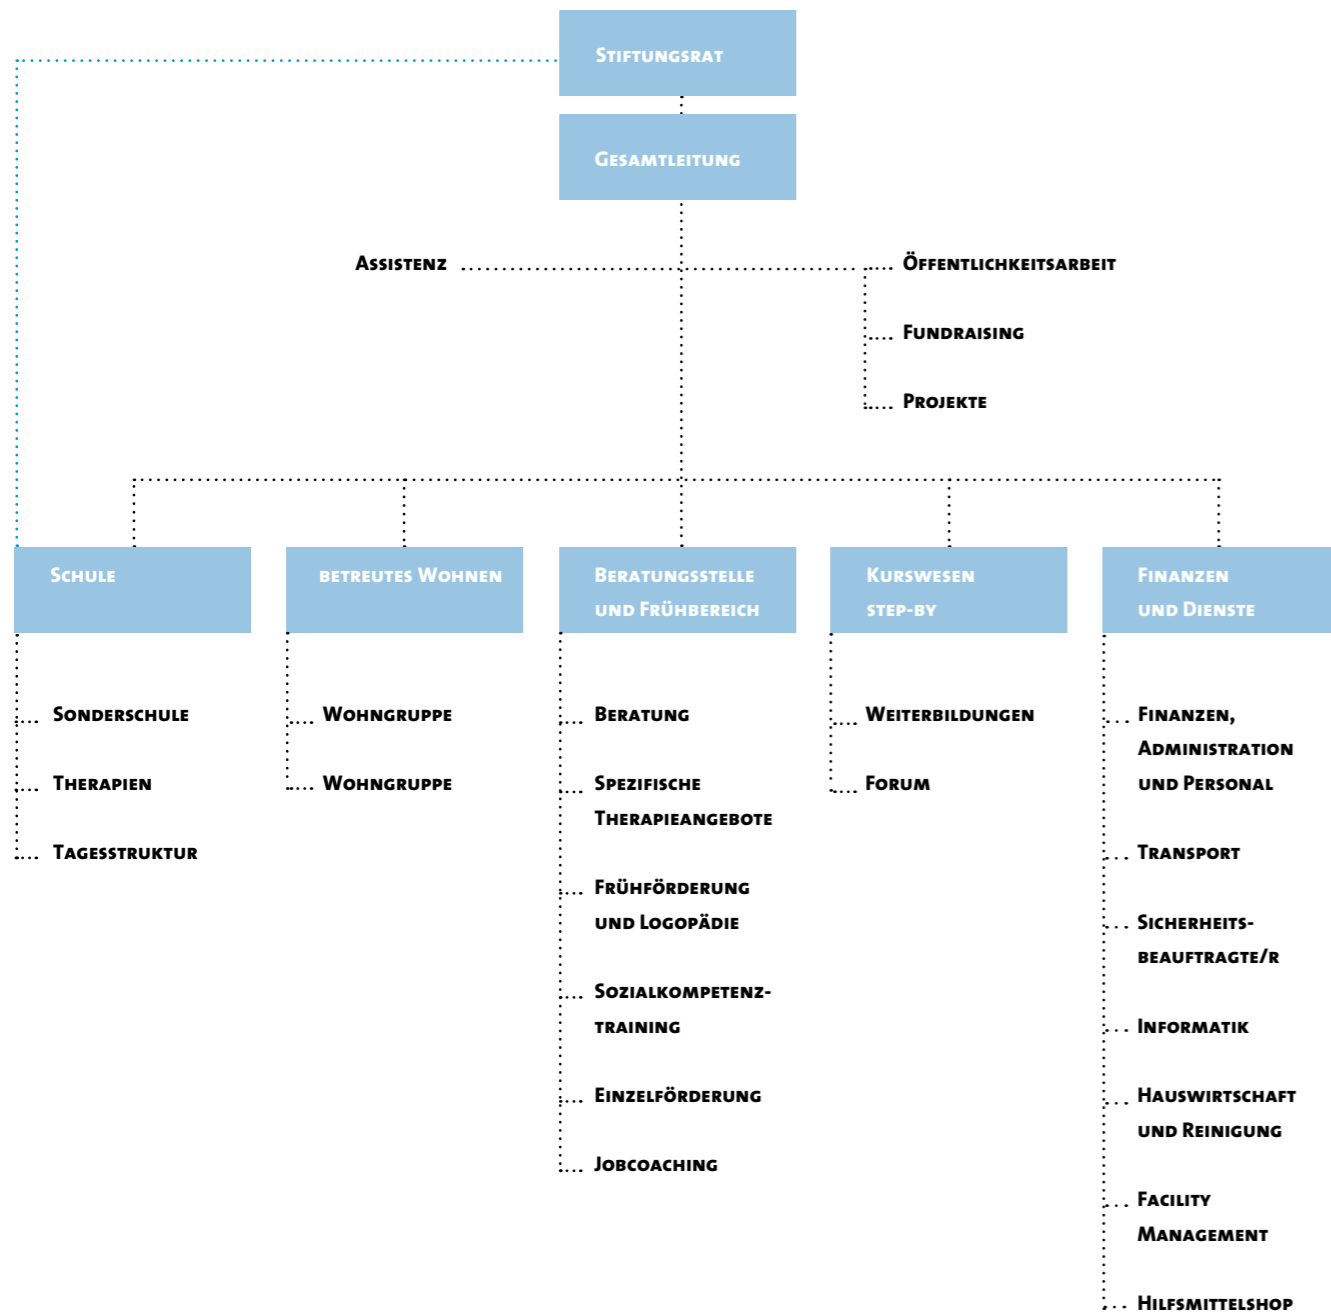 Stiftungsrat
Gesamtleitung
Assistenz
Öffentlichkeitsarbeit
Fundraising
Projekte
Schule
betreutes Wohnen
Beratungsstelle
und Frühbereich
Kurswesen
step-by
Finanzen
und Dienste
Sonderschule
Therapien
Tagesstruktur
Wohngruppe
Wohngruppe
Beratung
Spezifische
Therapieangebote
Frühförderung
und Logopädie
Sozialkompetenz-
training
Einzelförderung
Jobcoaching
Weiterbildungen
Forum
Finanzen,
Administration
und Personal
Transport
Sicherheits-
beauftragte/r
Informatik
Hauswirtschaft
und Reinigung
Facility
Management
Hilfsmittelshop